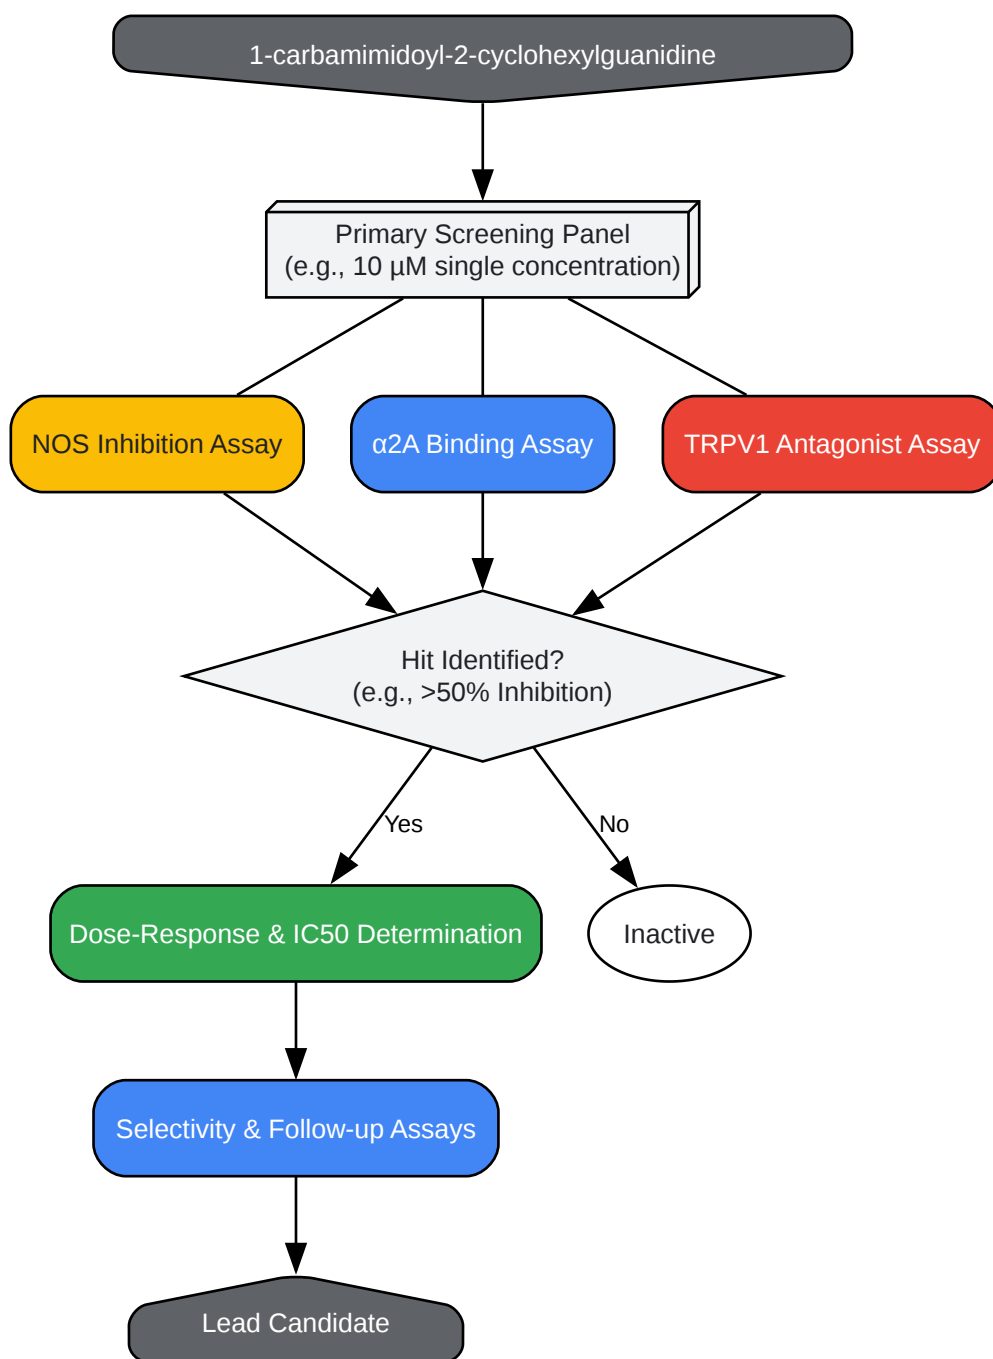 1-carbamimidoyl-2-cyclohexylguanidine
Primary Screening Panel
(e.g., 10 µM single concentration)
NOS Inhibition Assay
α2A Binding Assay
TRPV1 Antagonist Assay
Hit Identified?
(e.g., >50% Inhibition)
Yes
No
Dose-Response & IC50 Determination
Inactive
Selectivity & Follow-up Assays
Lead Candidate